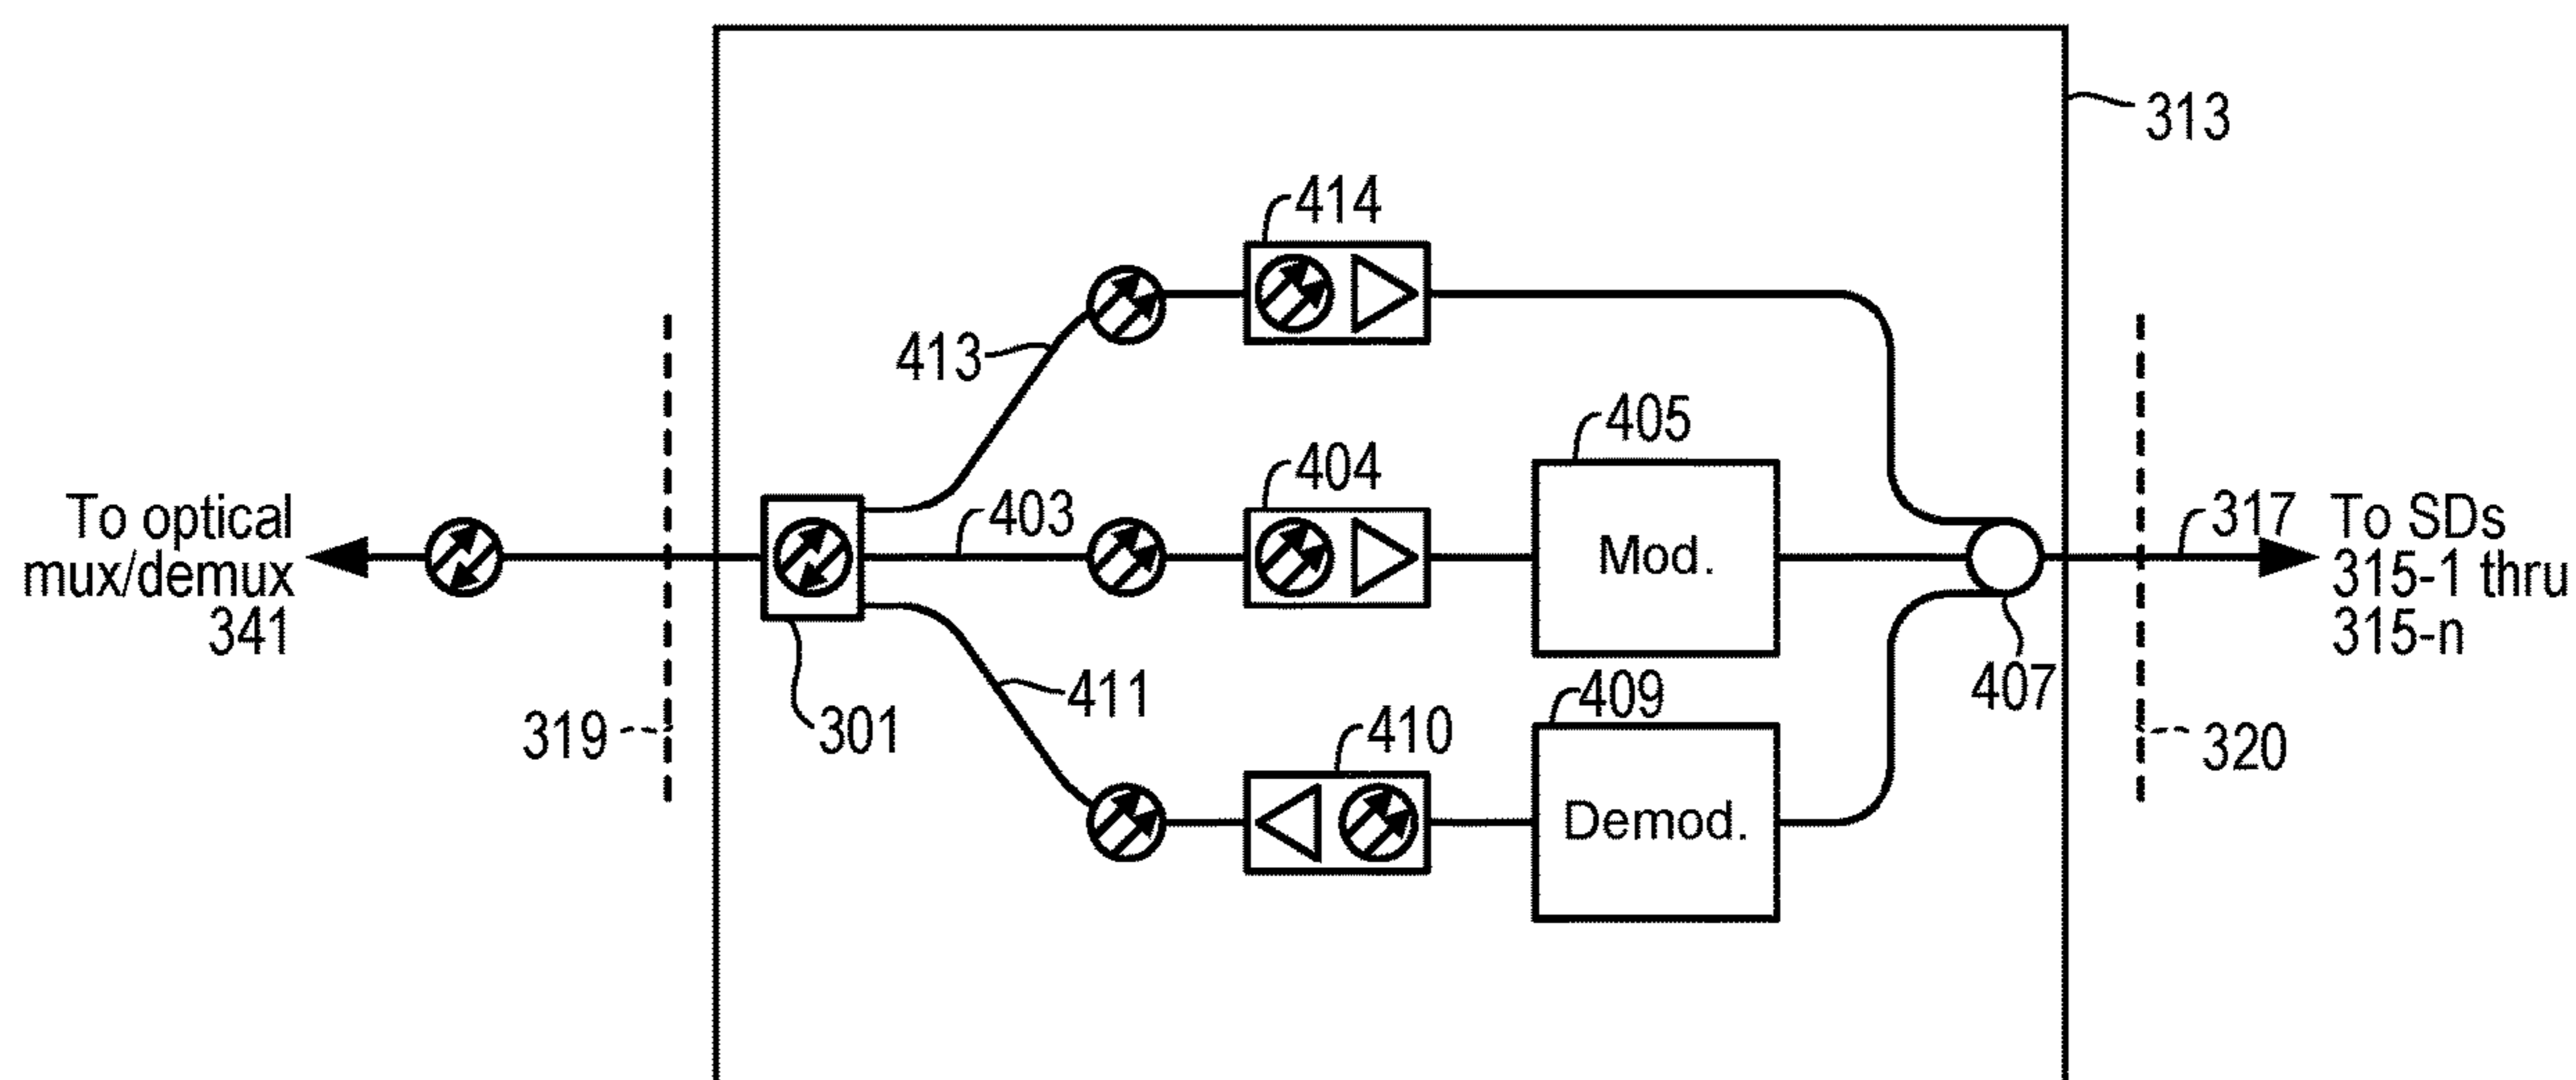 313
414
413
405
404
403
To optical
mux/demux
341
Mod.
317
To SDs
315-1 thru
315-n
407
411
409
410
301
319
320
Demod.